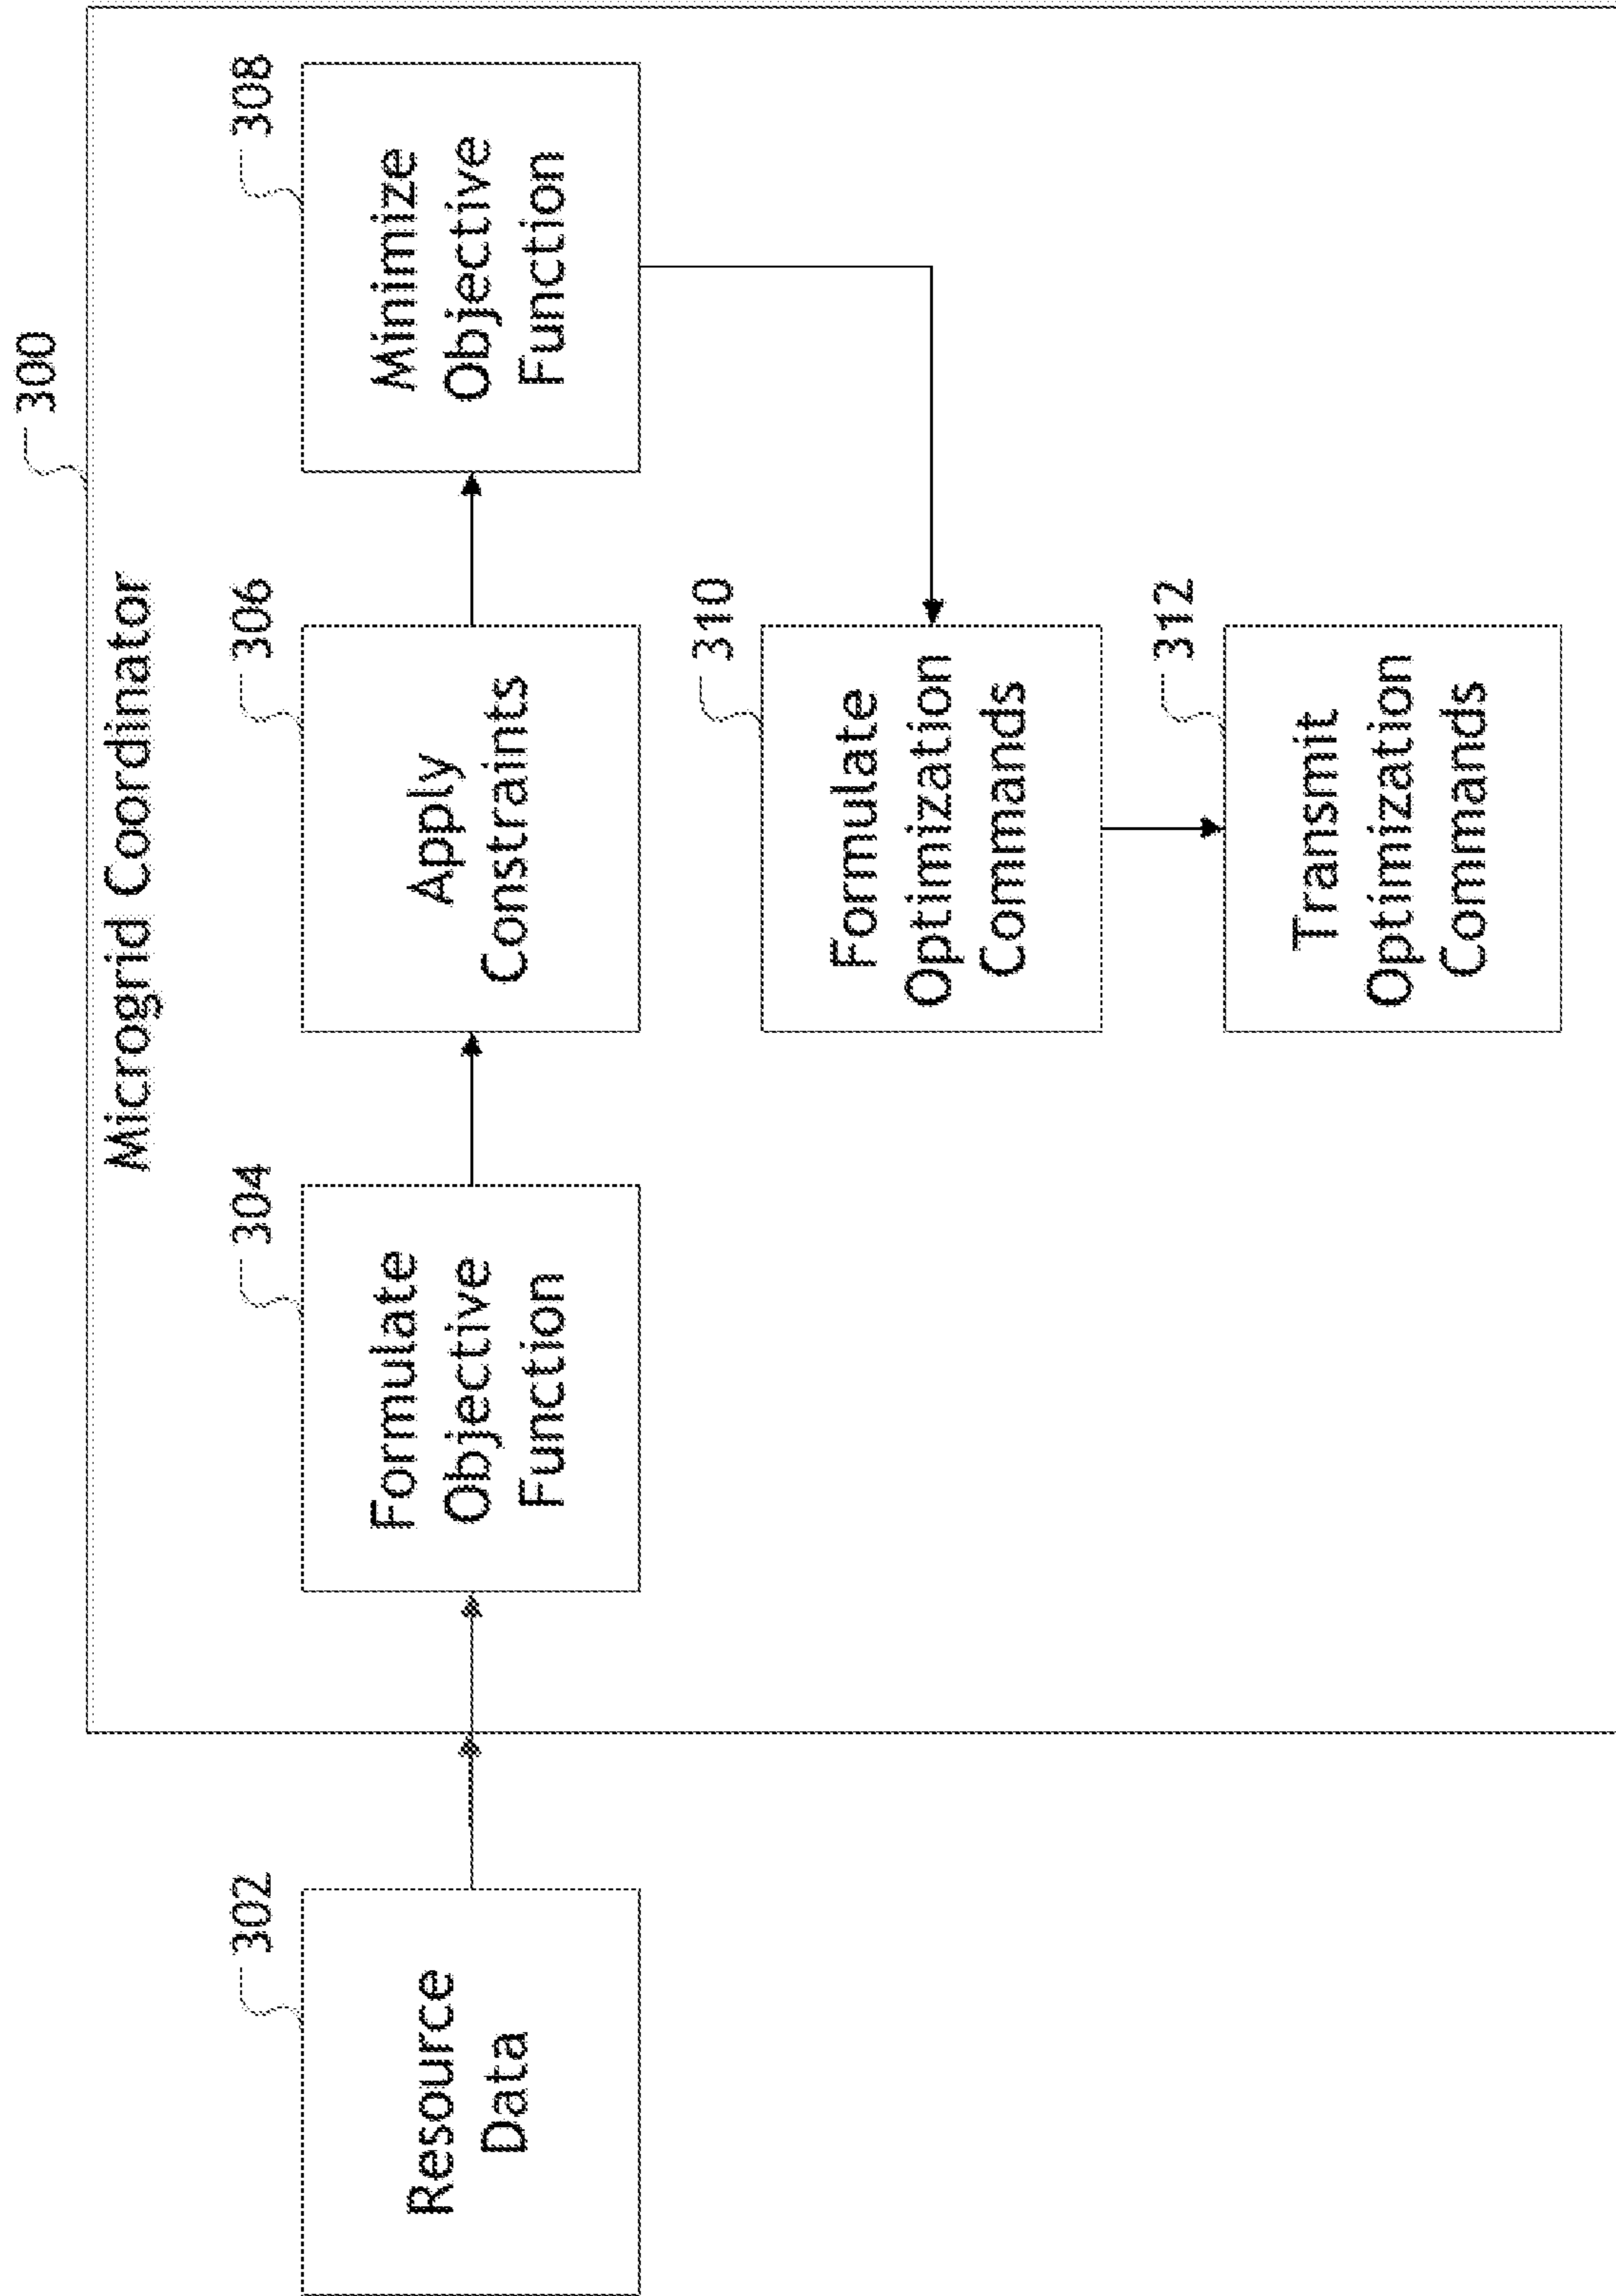 300
Microgrid Coordinator
302
Resource
Data
304
Formulate
Objective
Function
306
Apply
Constraints
308
Minimize
Objective
Function
310
Formulate
Optimization
Commands
312
Transmit
Optimization
Commands